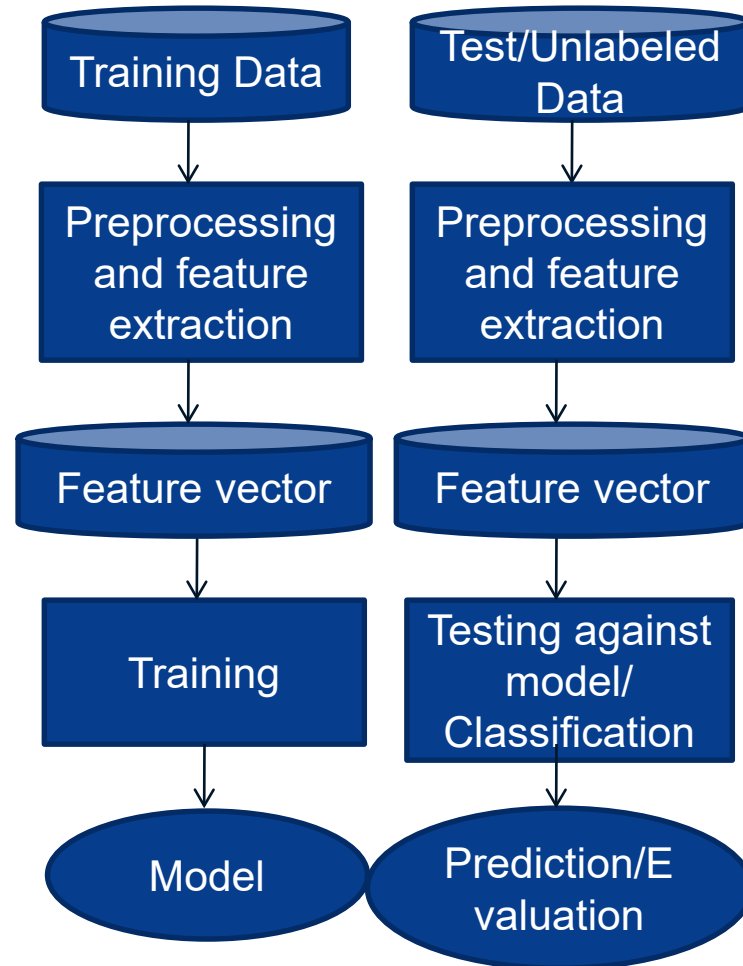 Training Data
Test/Unlabeled
Data
Preprocessing
and feature
extraction
Preprocessing
and feature
extraction
Feature vector
Feature vector
Training
Testing against
model/
Classification
Model
Prediction/E
valuation